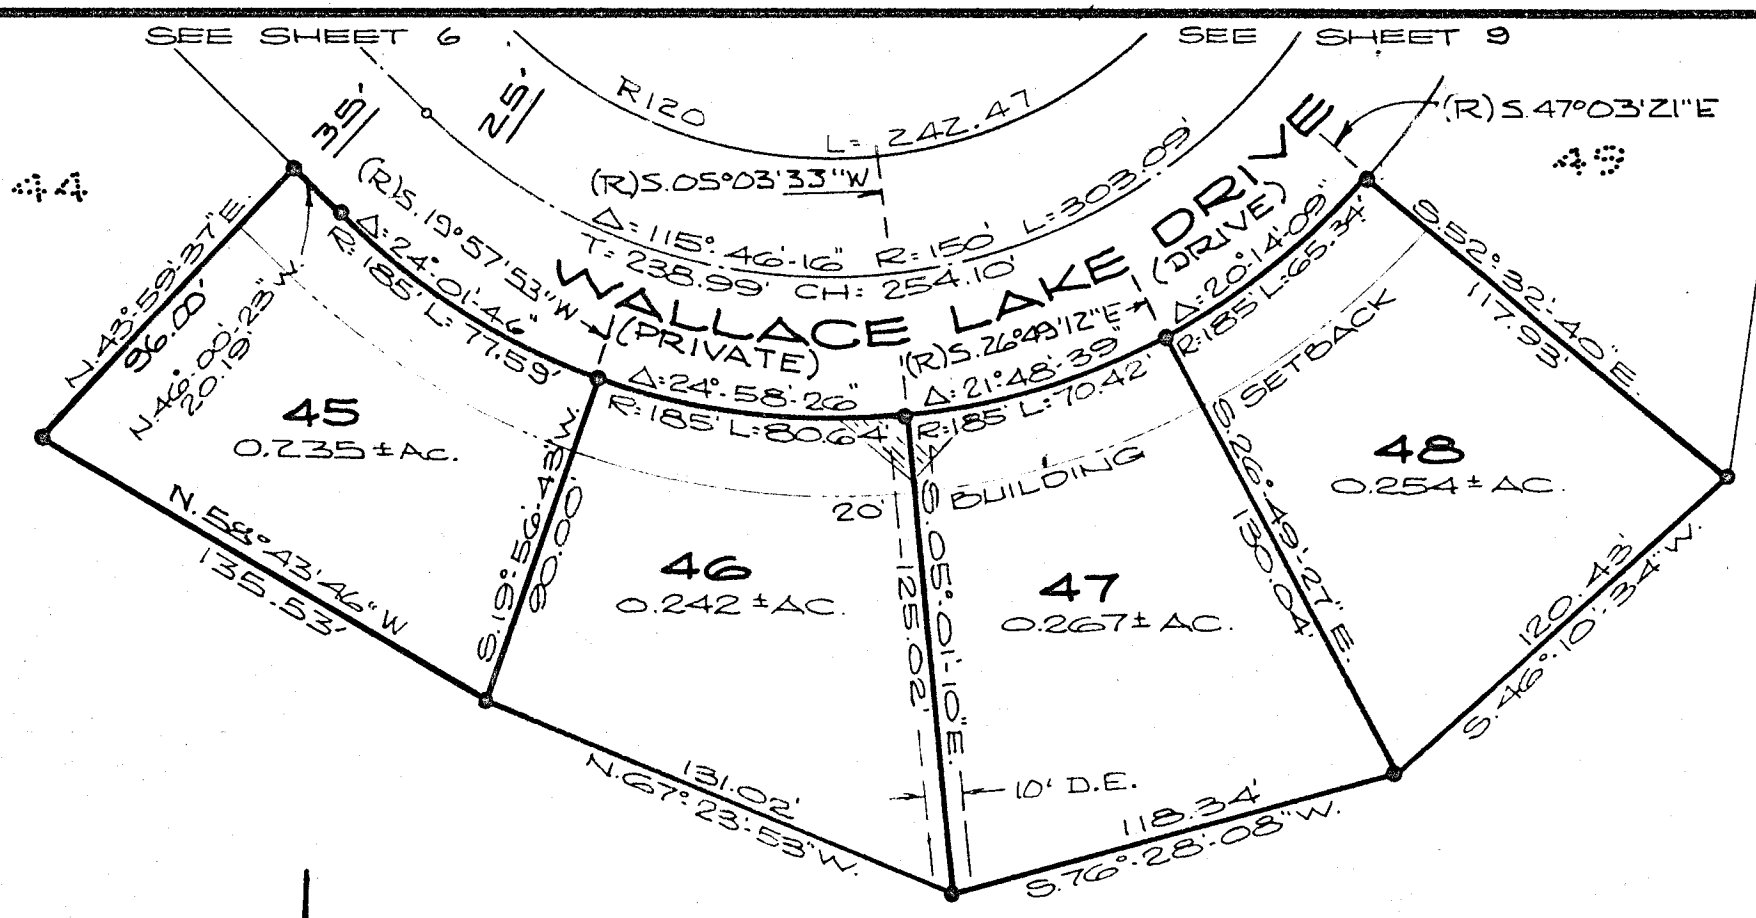 SEE SHEET 6
SEE SHEET 9
35'
25'
R120
L= 242.47
(R)S.47°03'21"E
44
49
(R)S.19°57'53"W
(R)S.05°03'33"W
Δ=115°-46'-16" R=150' L=303.09'
T=238.99' CH=254.10'
WALLACE LAKE DRIVE
(PRIVATE) (DRIVE)
(R)S.26°49'12"E
N.43°-59'-37"E.
96.00'
N.46°-00'-23"W.
20.19'
Δ=24°-01'-46"
R=185' L=77.59'
Δ=24°-58'-26"
R=185' L=80.64'
Δ=21°-48'-39"
R=185' L=70.42'
Δ=20°-14'-09"
R=185' L=65.34'
S.52°-32'-40"E.
117.93'
45
0.235±AC.
N.58°43'46"W
135.53'
S.19°-56'-43"W.
90.00'
46
0.242±AC.
N.67°-23'-53"W.
131.02'
20' BUILDING SETBACK
S.05°-01'-10"E.
125.02'
10' D.E.
47
0.267±AC.
118.34'
S.76°-28'-08"W.
S.26°-49'-27"E.
130.04'
48
0.254±AC.
120.43'
S.46°-10'-34"W.